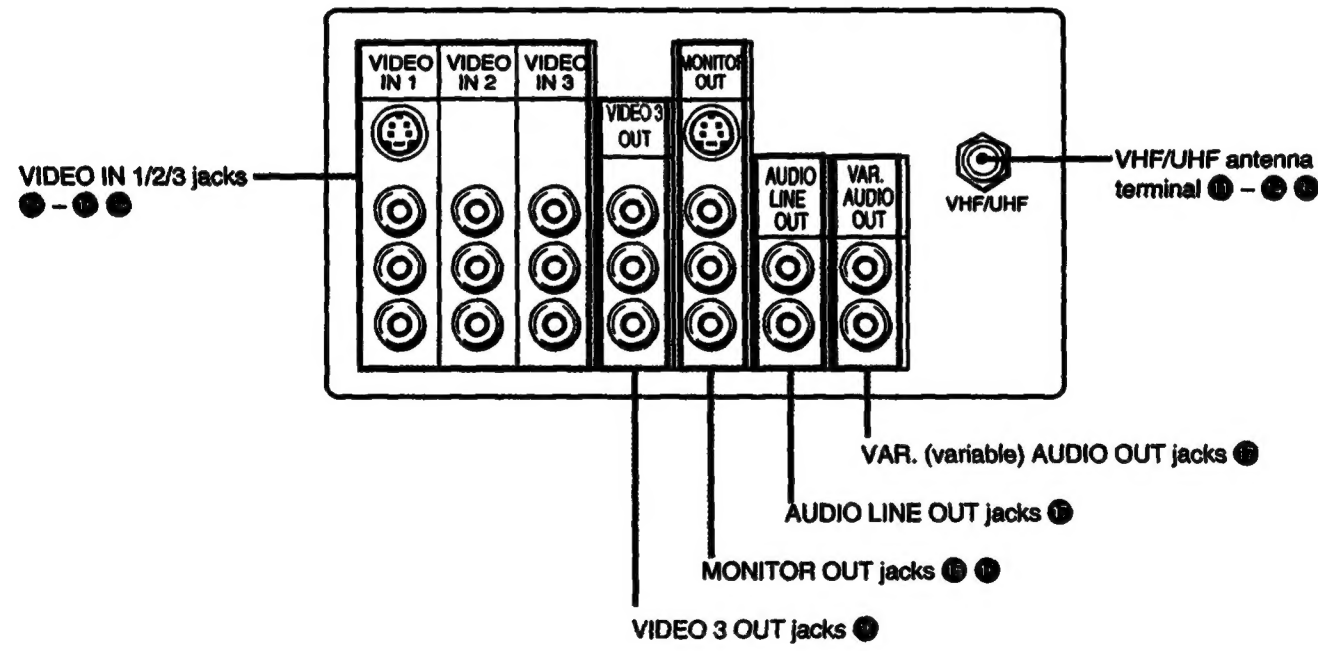 VIDEO IN 1
VIDEO IN 2
VIDEO IN 3
MONITOR OUT
VIDEO 3 OUT
AUDIO LINE OUT
VAR. AUDIO OUT
VHF/UHF
VIDEO IN 1/2/3 jacks
–
VHF/UHF antenna
terminal –
VAR. (variable) AUDIO OUT jacks
AUDIO LINE OUT jacks
MONITOR OUT jacks
VIDEO 3 OUT jacks